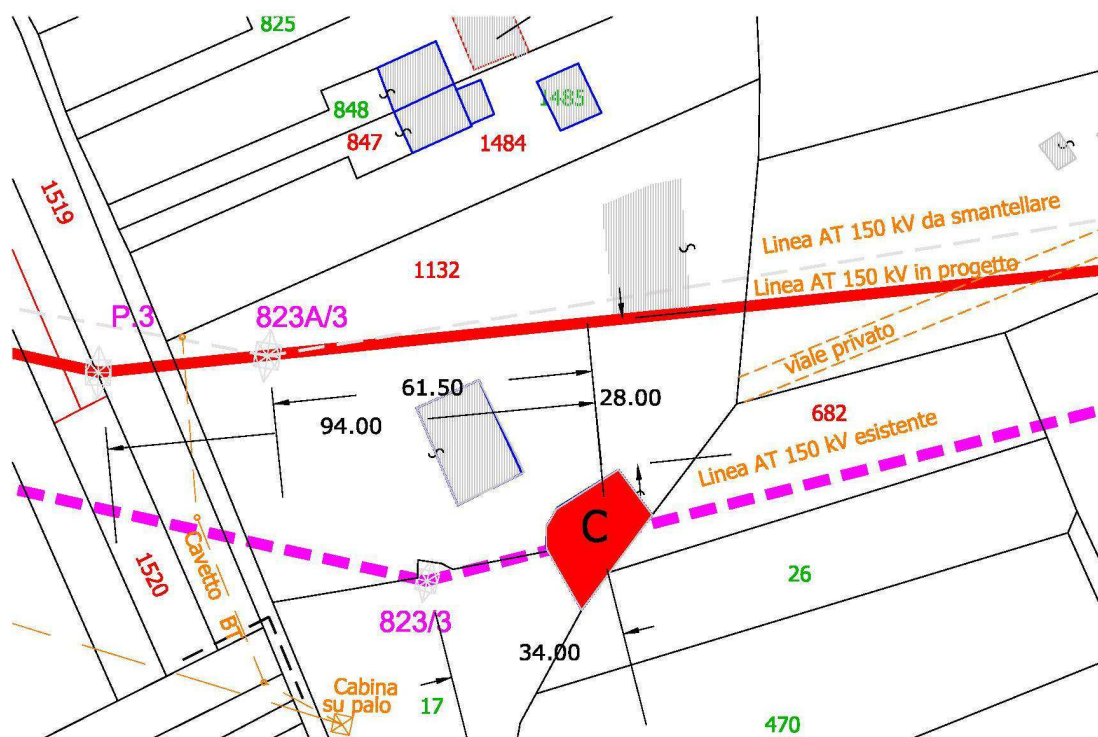 825
848
847
1484
1485
1519
1132
Linea AT 150 kV da smantellare
Linea AT 150 kV in progetto
P.3
823A/3
viale privato
61.50
28.00
94.00
682
Linea AT 150 kV esistente
C
1520
Cavetto BT
26
823/3
34.00
Cabina
su palo
17
470